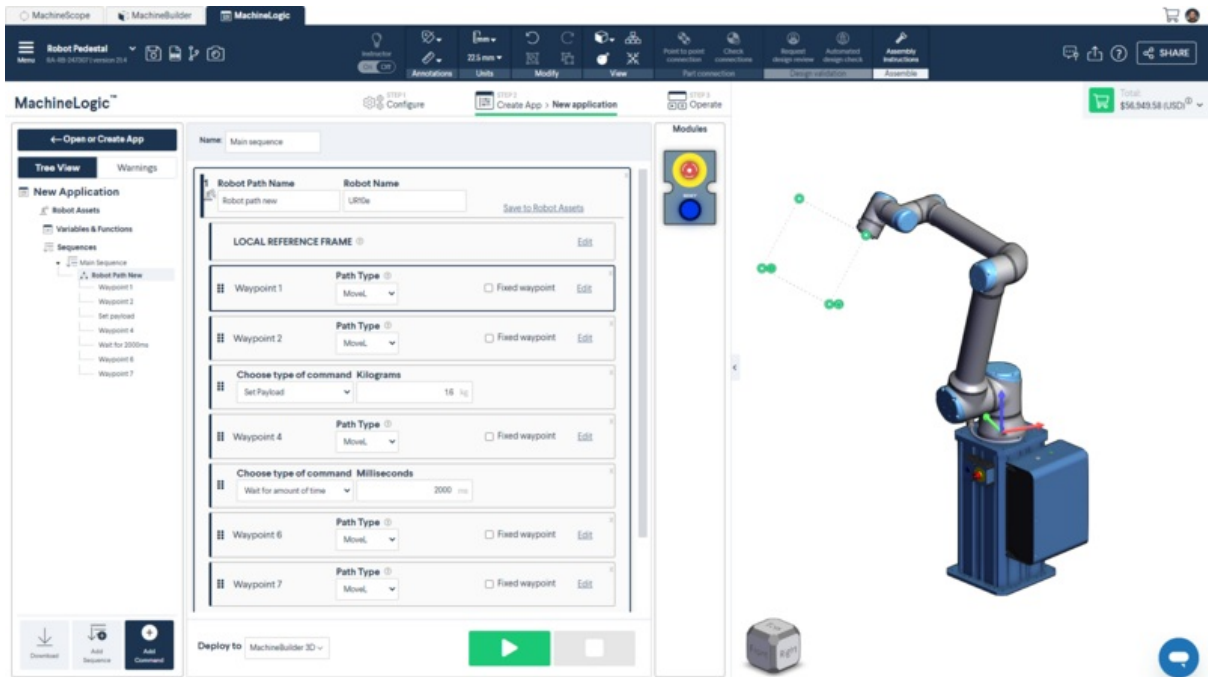 MachineScope
MachineBuilder
MachineLogic
Menu
Robot Pedestal
Instructor
On Off
Annotations
mm
22.5 mm
Units
Modify
View
Point to point connection
Check connections
Part connection
Request design review
Automated design check
Design validation
Assembly Instructions
Assemble
SHARE
MachineLogic™
STEP 1
Configure
STEP 2
Create App > New application
STEP 3
Operate
Total:
$56,949.58 (USD)
← Open or Create App
Tree View
Warnings
New Application
Robot Assets
Variables & Functions
Sequences
Main Sequence
Robot Path New
Waypoint 1
Waypoint 2
Set payload
Waypoint 4
Wait for 2000ms
Waypoint 6
Waypoint 7
Download
Add Sequence
Add Command
Name: Main sequence
1 Robot Path Name Robot Name
Robot path new UR10e Save to Robot Assets
LOCAL REFERENCE FRAME Edit
Path Type
Waypoint 1 MoveL Fixed waypoint Edit
Path Type
Waypoint 2 MoveL Fixed waypoint Edit
Choose type of command Kilograms
Set Payload 16 kg
Path Type
Waypoint 4 MoveL Fixed waypoint Edit
Choose type of command Milliseconds
Wait for amount of time 2000 ms
Path Type
Waypoint 6 MoveL Fixed waypoint Edit
Path Type
Waypoint 7 MoveL Fixed waypoint Edit
Deploy to MachineBuilder 3D
Modules
RESET
Front
Right